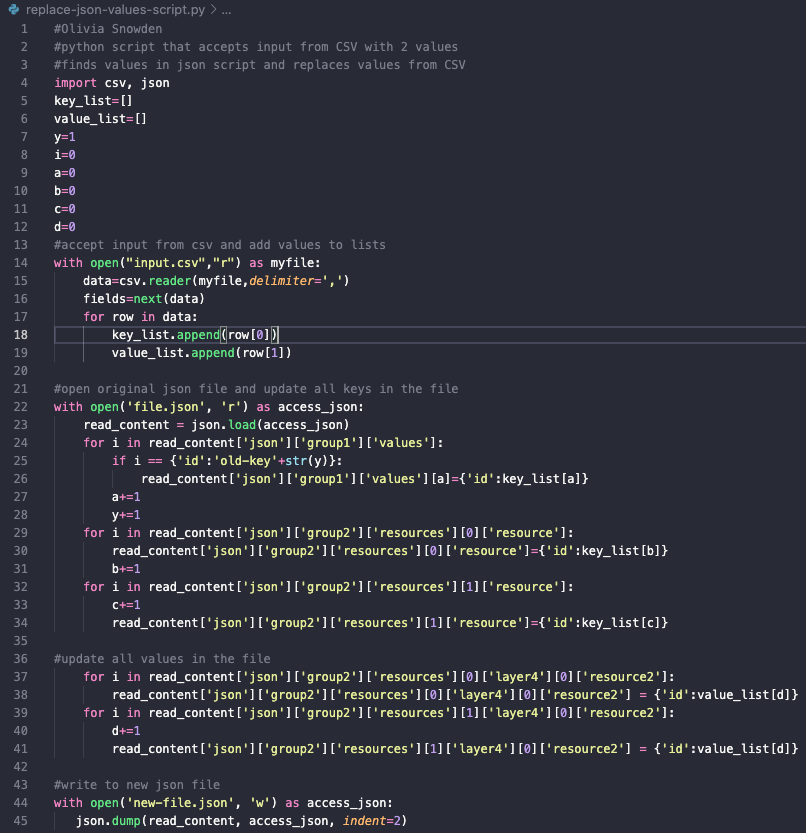 replace-json-values-script.py > ...
1 #Olivia Snowden
2 #python script that accepts input from CSV with 2 values
3 #finds values in json script and replaces values from CSV
4 import csv, json
5 key_list=[]
6 value_list=[]
7 y=1
8 i=0
9 a=0
10 b=0
11 c=0
12 d=0
13 #accept input from csv and add values to lists
14 with open("input.csv","r") as myfile:
15     data=csv.reader(myfile,delimiter=',')
16     fields=next(data)
17     for row in data:
18         key_list.append(row[0])
19         value_list.append(row[1])
20
21 #open original json file and update all keys in the file
22 with open('file.json', 'r') as access_json:
23     read_content = json.load(access_json)
24     for i in read_content['json']['group1']['values']:
25         if i == {'id':'old-key'+str(y)}:
26             read_content['json']['group1']['values'][a]={'id':key_list[a]}
27         a+=1
28         y+=1
29     for i in read_content['json']['group2']['resources'][0]['resource']:
30         read_content['json']['group2']['resources'][0]['resource']={'id':key_list[b]}
31         b+=1
32     for i in read_content['json']['group2']['resources'][1]['resource']:
33         c+=1
34         read_content['json']['group2']['resources'][1]['resource']={'id':key_list[c]}
35
36 #update all values in the file
37     for i in read_content['json']['group2']['resources'][0]['layer4'][0]['resource2']:
38         read_content['json']['group2']['resources'][0]['layer4'][0]['resource2'] = {'id':value_list[d]}
39     for i in read_content['json']['group2']['resources'][1]['layer4'][0]['resource2']:
40         d+=1
41         read_content['json']['group2']['resources'][1]['layer4'][0]['resource2'] = {'id':value_list[d]}
42
43 #write to new json file
44 with open('new-file.json', 'w') as access_json:
45    json.dump(read_content, access_json, indent=2)